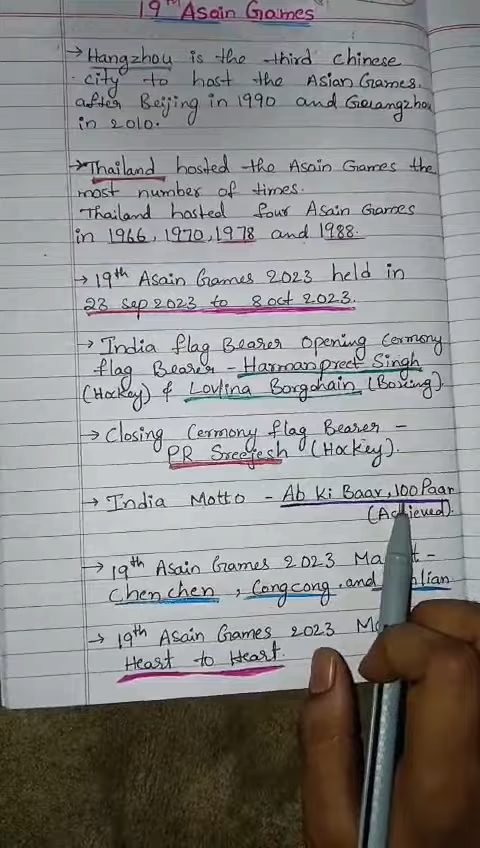 19th Asain Games
→ Hangzhou is the third chinese
city to host the Asian Games.
after Beijing in 1990 and Guangzhou
in 2010.
→ Thailand hosted the Asain Games the
most number of times.
Thailand hosted four Asain Games
in 1966, 1970, 1978 and 1988.
→ 19th Asain Games 2023 held in
23 Sep 2023 to 8 oct 2023.
→ India flag Bearer opening Cermony
flag Bearer - Harmanpreet Singh
(Hockey) & Lovlina Borgohain (Boxing).
→ Closing Cermony flag Bearer -
PR Sreejesh (Hockey).
→ India Motto - Ab Ki Baar, 100 Paar
(Achieved).
→ 19th Asain Games 2023 -
Chenchen, Congcong and
→ 19th Asain Games 2023
Heart to Heart.